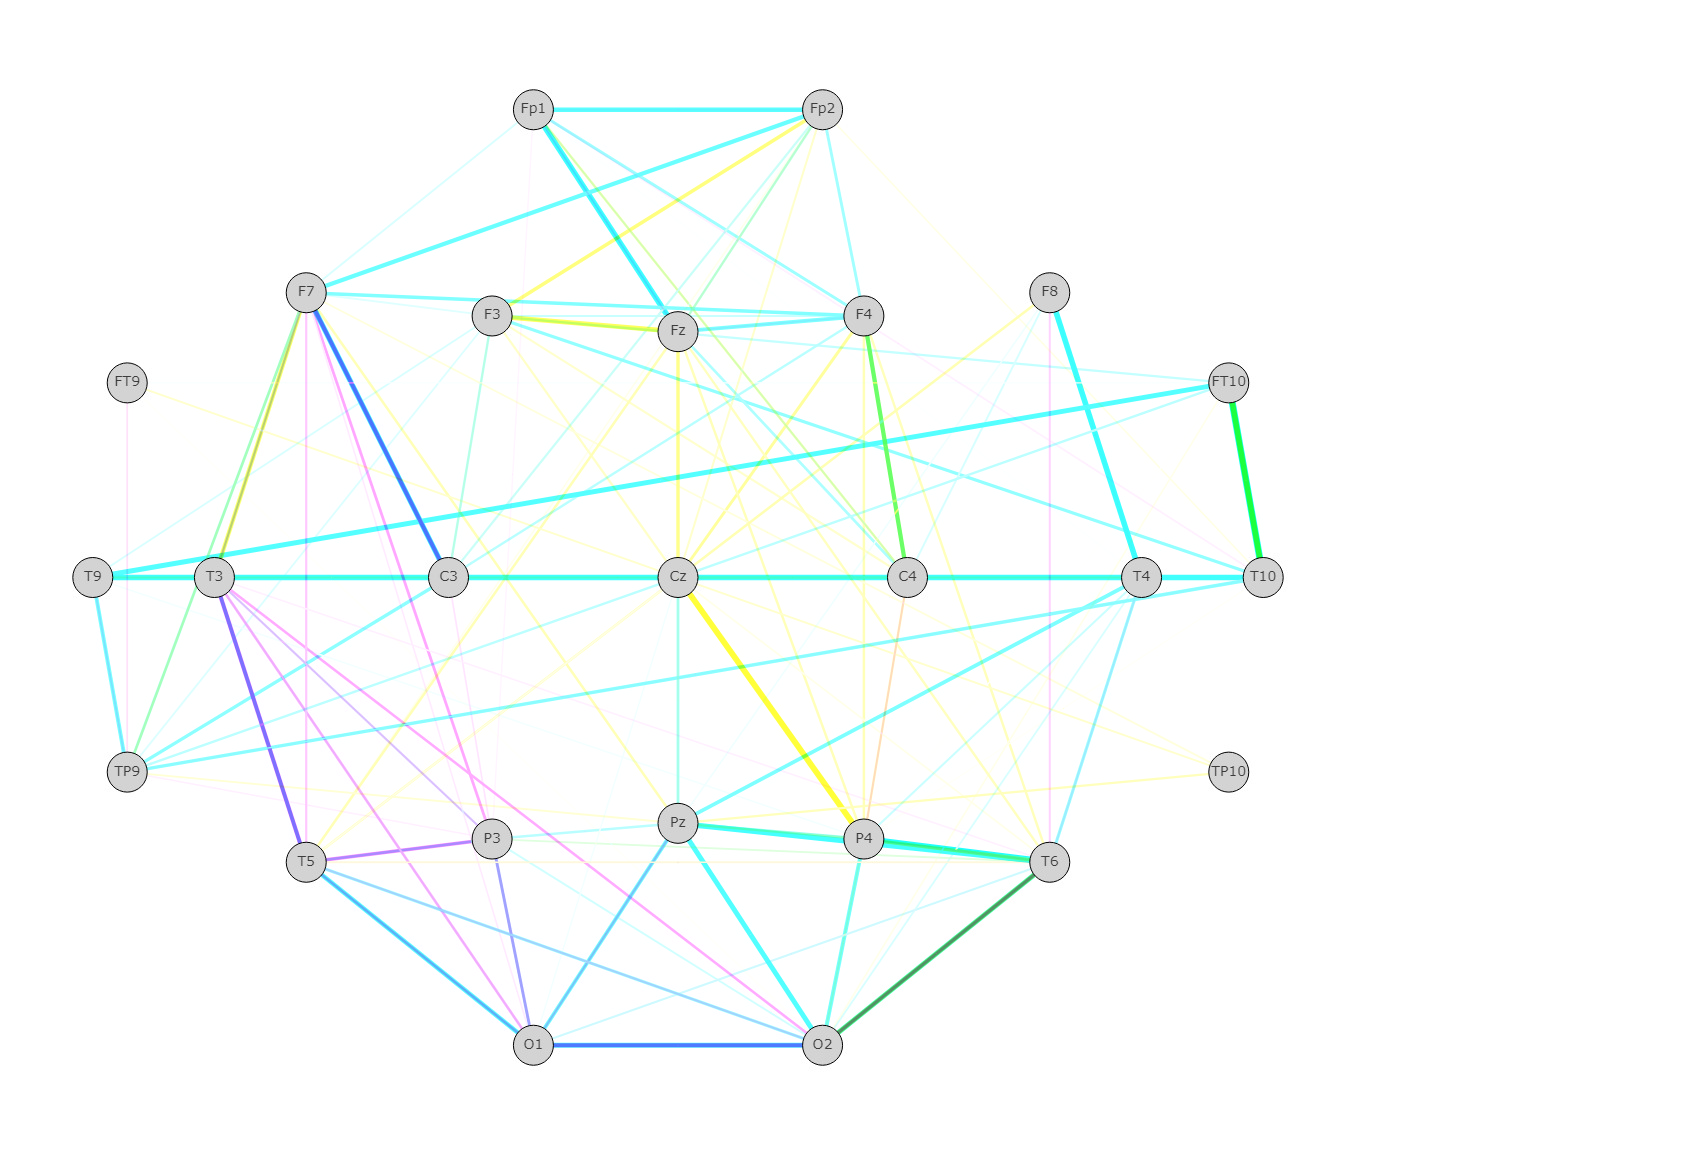 Fp1 Fp2
F7 F8
F3 Fz F4
FT9 FT10
T9 T3 C3 Cz C4 T4 T10
TP9 TP10
Pz
P3 P4
T5 T6
O1 O2